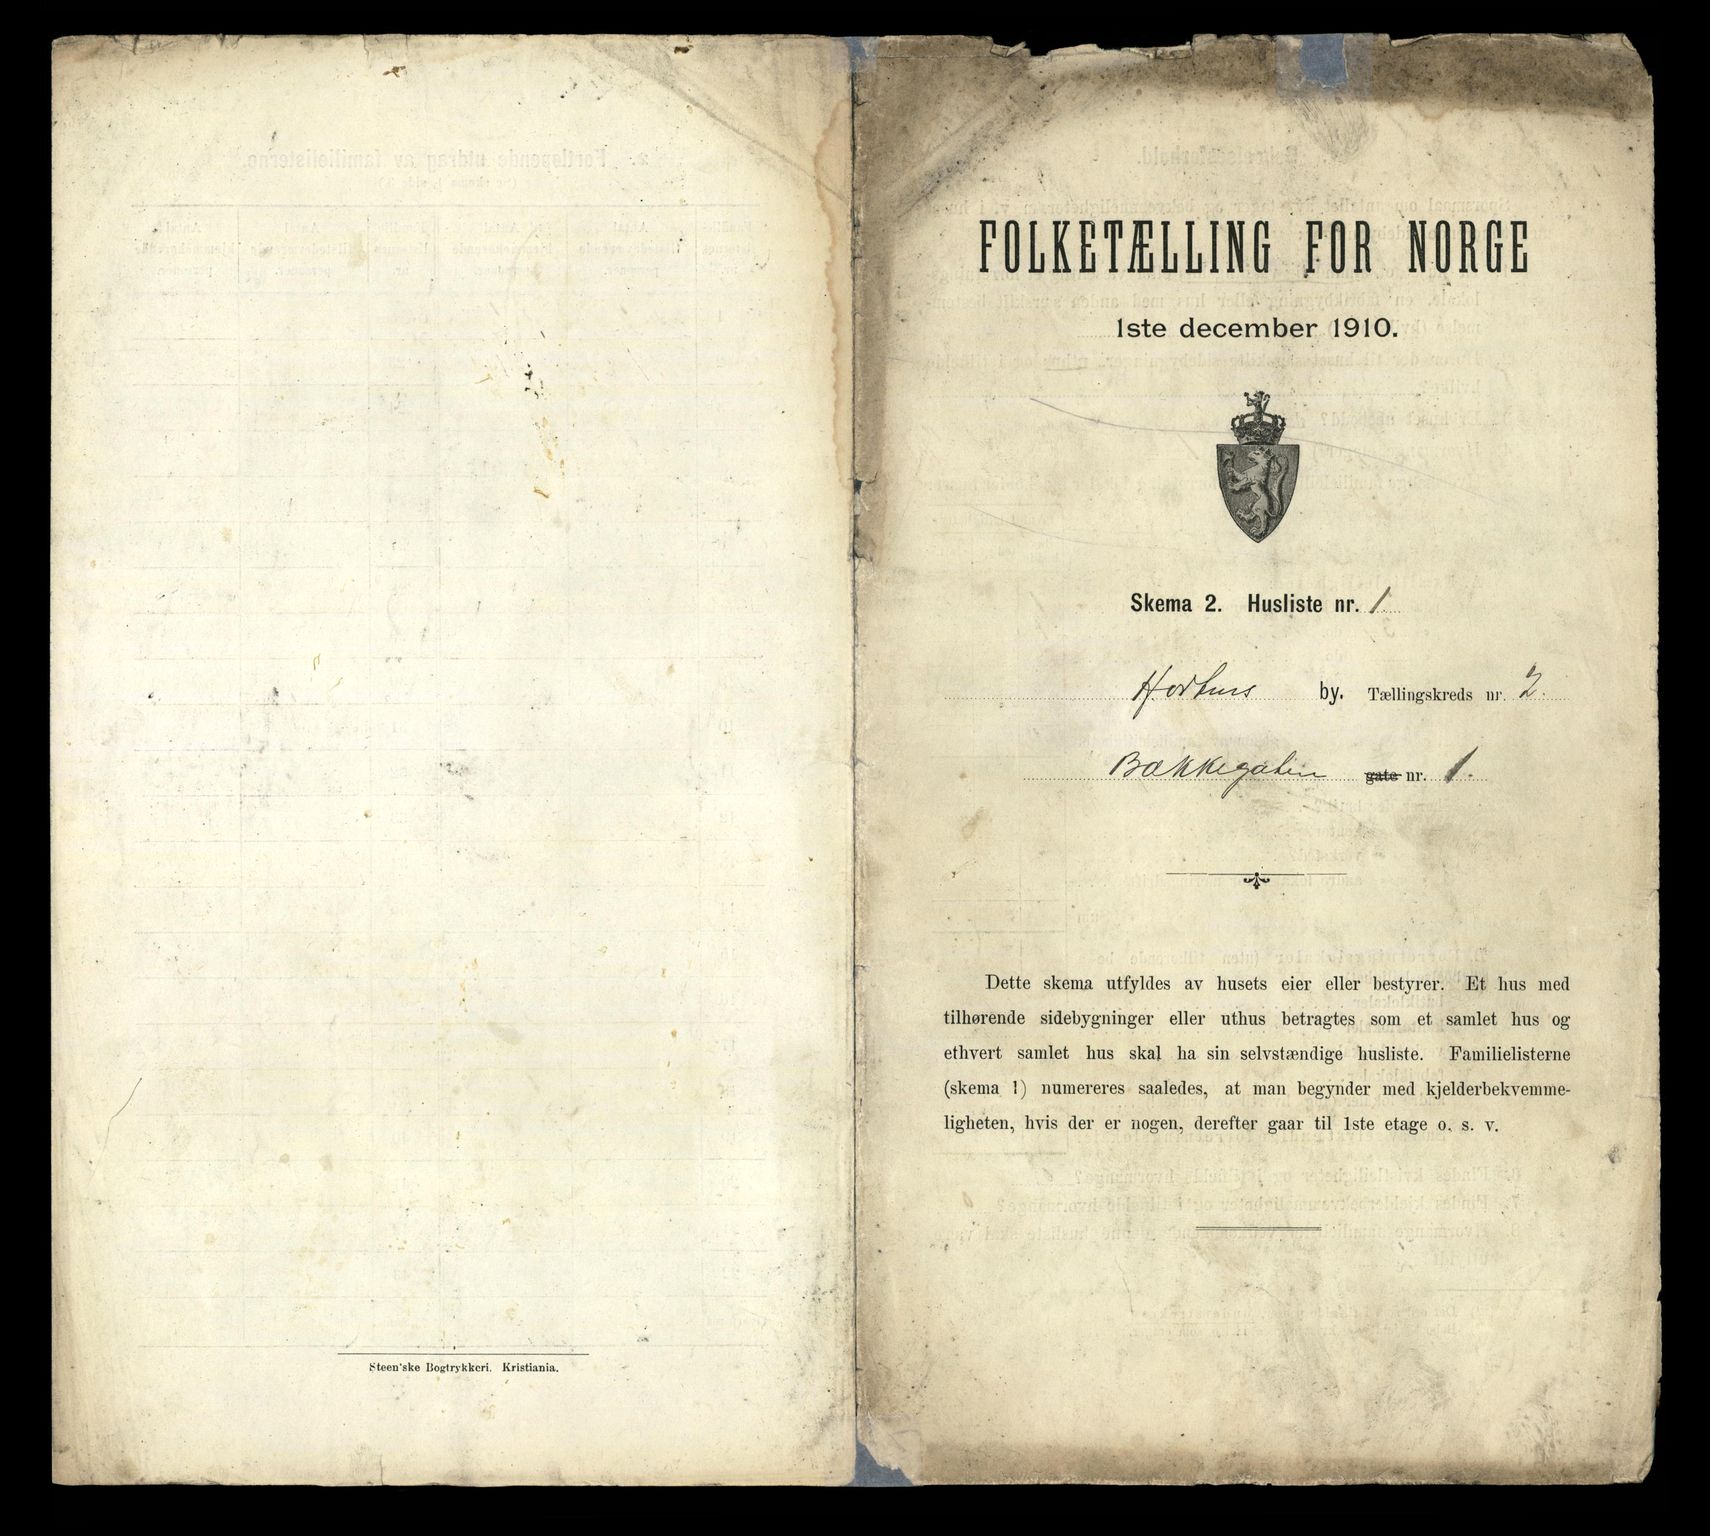 Steen'ske Bogtrykkeri. Kristiania.
FOLKETÆLLING FOR NORGE
1ste december 1910.
Skema 2. Husliste nr. 1
by. Tællingskreds nr. 2.
Bakkegaten gate nr. 1.
Dette skema utfyldes av husets eier eller bestyrer. Et hus med
tilhørende sidebygninger eller uthus betragtes som et samlet hus og
ethvert samlet hus skal ha sin selvstændige husliste. Familielisterne
(skema 1) numereres saaledes, at man begynder med kjelderbekvemme-
ligheten, hvis der er nogen, derefter gaar til 1ste etage o. s. v.